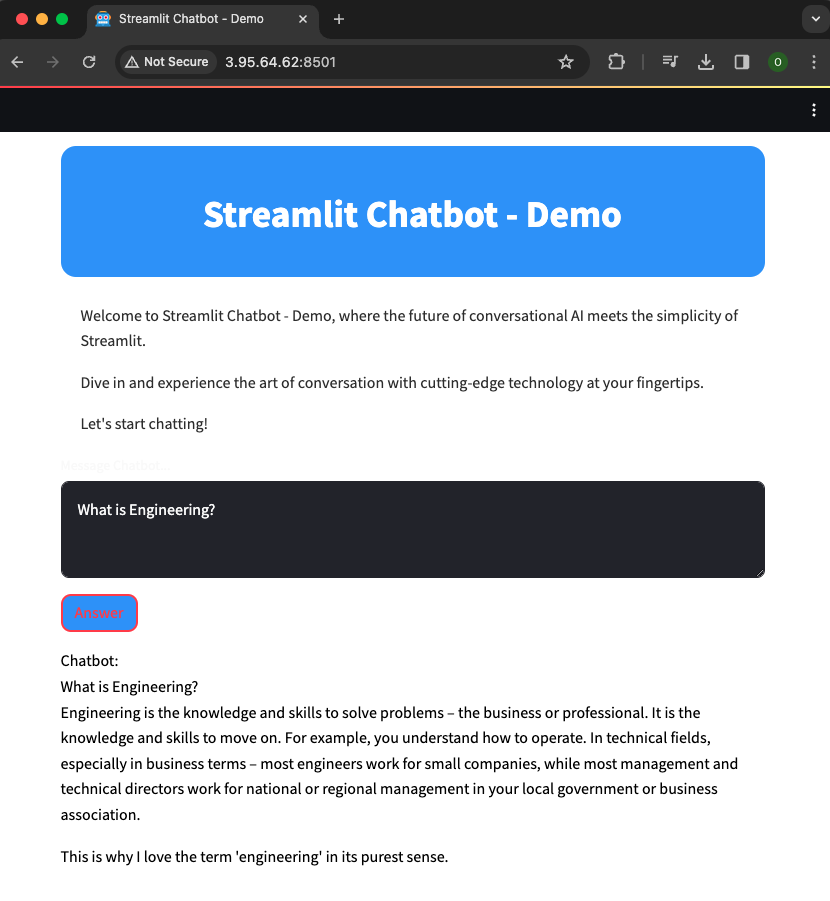 Streamlit Chatbot - Demo
Not Secure
3.95.64.62:8501
O
Streamlit Chatbot - Demo
Welcome to Streamlit Chatbot - Demo, where the future of conversational AI meets the simplicity of
Streamlit.
Dive in and experience the art of conversation with cutting-edge technology at your fingertips.
Let's start chatting!
Message Chatbot...
What is Engineering?
Answer
Chatbot:
What is Engineering?
Engineering is the knowledge and skills to solve problems – the business or professional. It is the
knowledge and skills to move on. For example, you understand how to operate. In technical fields,
especially in business terms – most engineers work for small companies, while most management and
technical directors work for national or regional management in your local government or business
association.
This is why I love the term 'engineering' in its purest sense.